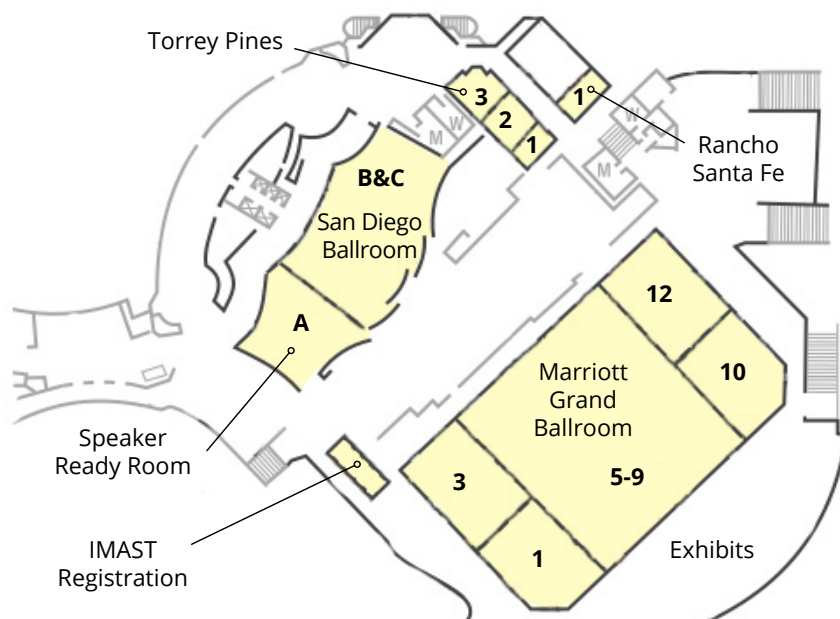 Torrey Pines
3
2
1
1
W
M
W
M
Rancho
Santa Fe
B&C
San Diego
Ballroom
A
12
10
Marriott
Grand
Ballroom
5-9
3
1
Speaker
Ready Room
IMAST
Registration
Exhibits